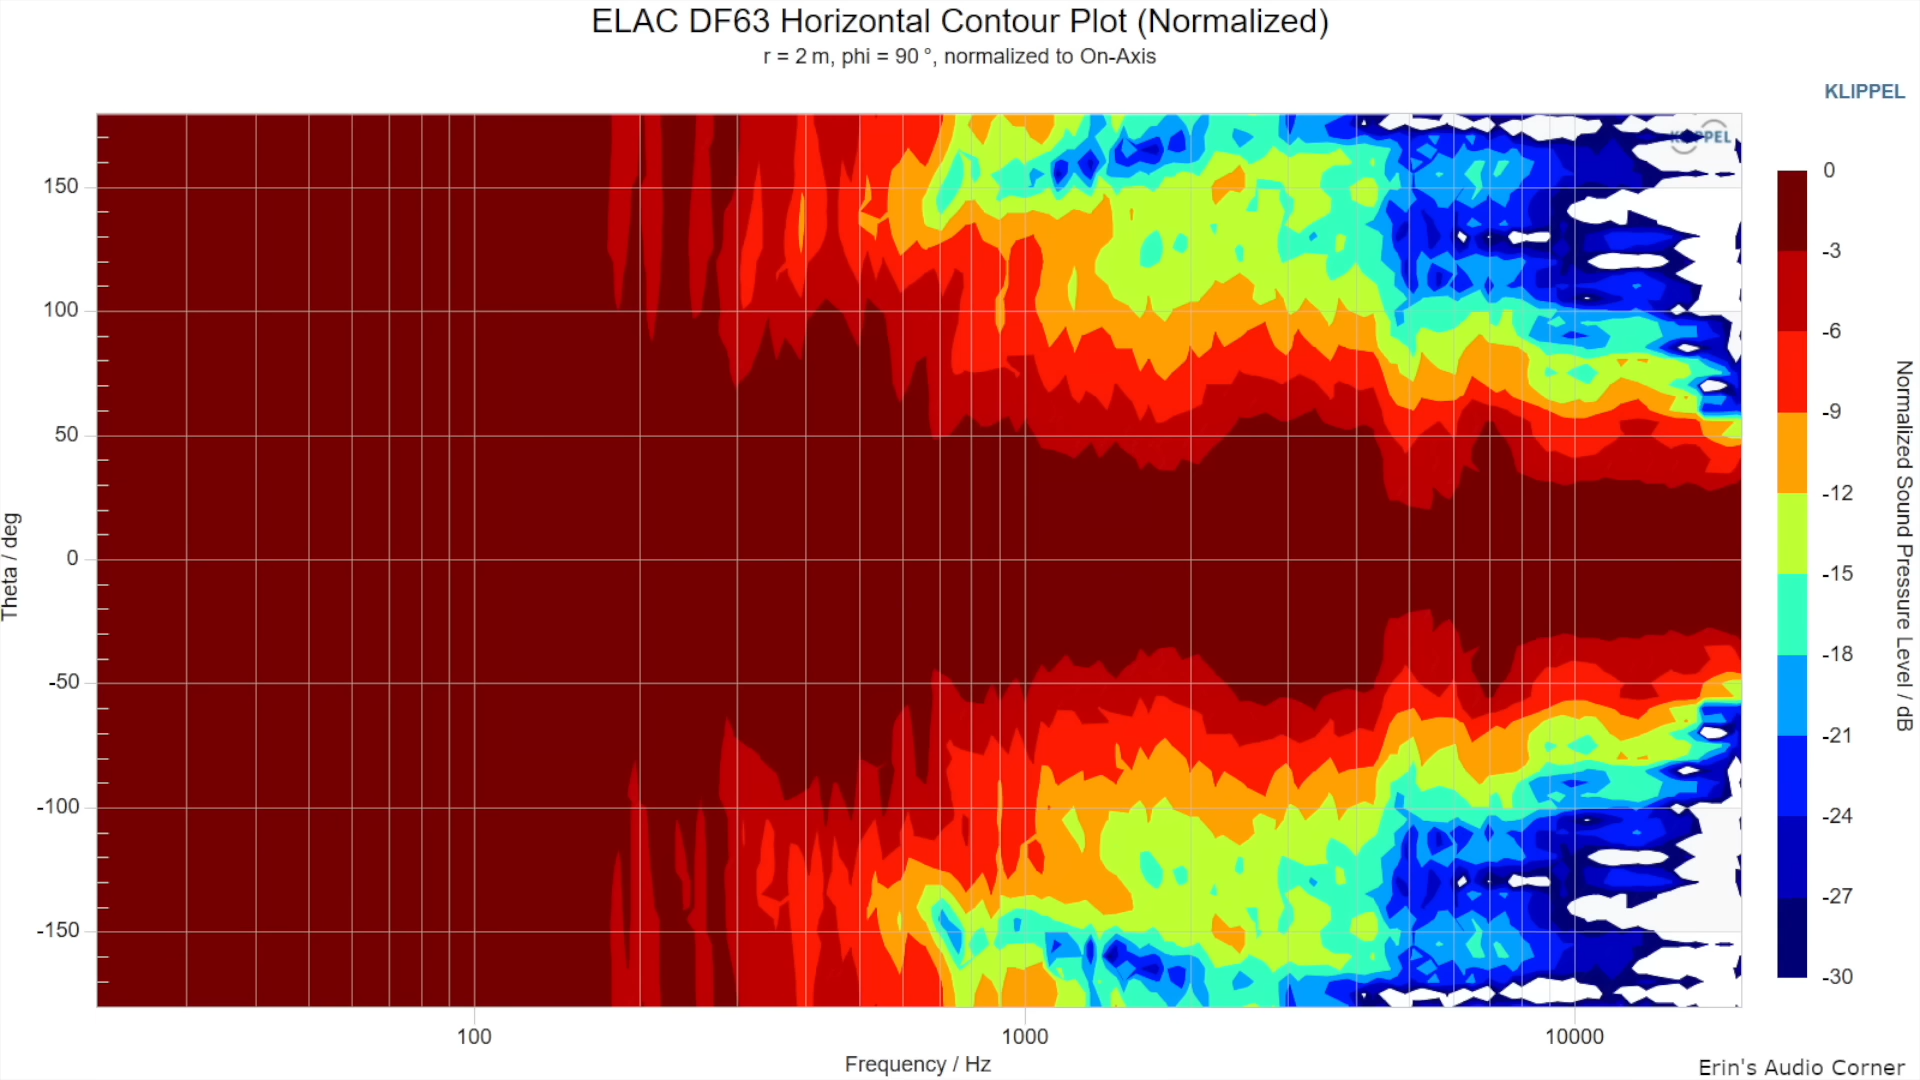 ELAC DF63 Horizontal Contour Plot (Normalized)
r = 2 m, phi = 90 °, normalized to On-Axis
KLIPPEL
KLIPPEL
150
100
50
0
-50
-100
-150
Theta / deg
100
1000
10000
Frequency / Hz
0
-3
-6
-9
-12
-15
-18
-21
-24
-27
-30
Normalized Sound Pressure Level / dB
Erin's Audio Corner